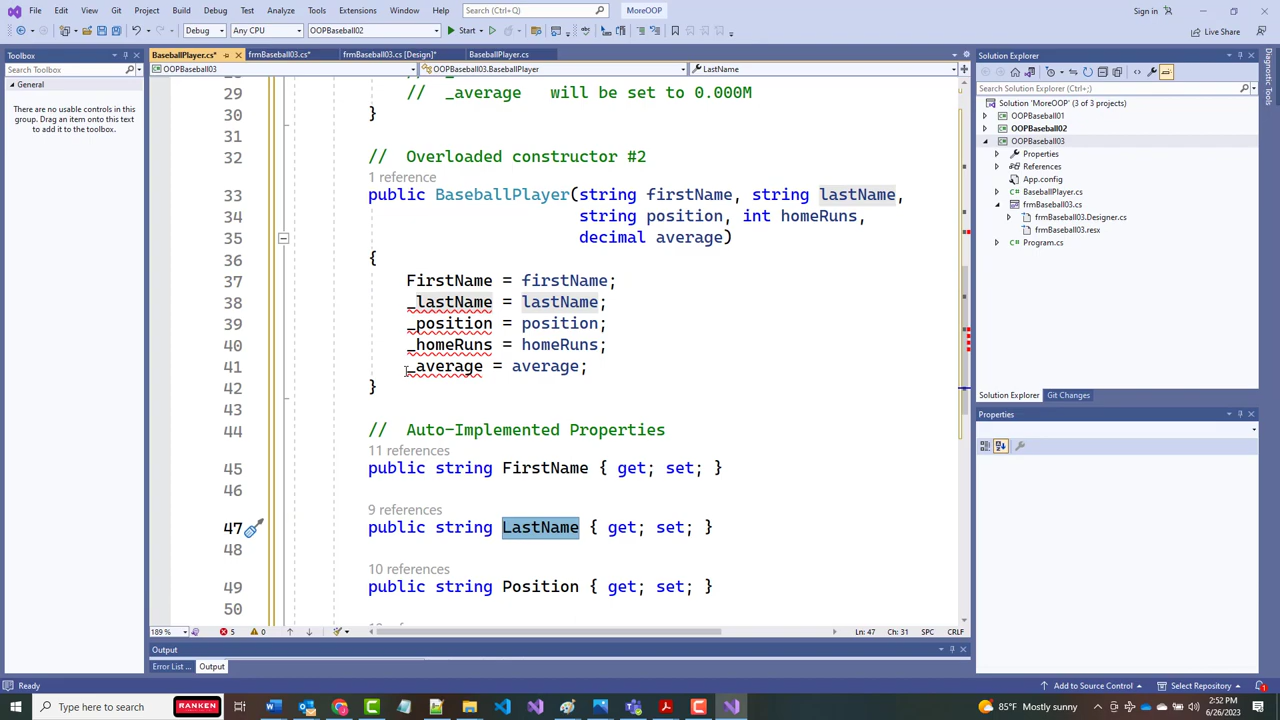 File Edit View Git Project Build Debug Test Analyze Tools Extensions Window Help Search (Ctrl+Q) MoreOOP Sign in
Debug Any CPU OOPBaseball02 Start Live Share
Toolbox
Search Toolbox
General
There are no usable controls in this
group. Drag an item onto this text
to add it to the toolbox.
BaseballPlayer.cs* frmBaseball03.cs* frmBaseball03.cs [Design]* BaseballPlayer.cs
OOPBaseball03 OOPBaseball03.BaseballPlayer LastName
29 // _average will be set to 0.000M
30 }
31
32 // Overloaded constructor #2
1 reference
33 public BaseballPlayer(string firstName, string lastName,
34 string position, int homeRuns,
35 decimal average)
36 {
37 FirstName = firstName;
38 _lastName = lastName;
39 _position = position;
40 _homeRuns = homeRuns;
41 _average = average;
42 }
43
44 // Auto-Implemented Properties
11 references
45 public string FirstName { get; set; }
46
9 references
47 public string LastName { get; set; }
48
10 references
49 public string Position { get; set; }
50
189 % 5 0 Ln: 47 Ch: 31 SPC CRLF
Output
Error List ... Output
Solution Explorer
Search Solution Explorer (Ctrl+;)
Solution 'MoreOOP' (3 of 3 projects)
OOPBaseball01
OOPBaseball02
OOPBaseball03
Properties
References
App.config
BaseballPlayer.cs
frmBaseball03.cs
frmBaseball03.Designer.cs
frmBaseball03.resx
Program.cs
Solution Explorer Git Changes
Properties
Diagnostic Tools
Ready Add to Source Control Select Repository
Type here to search RANKEN 85°F Mostly sunny 2:52 PM
6/26/2023